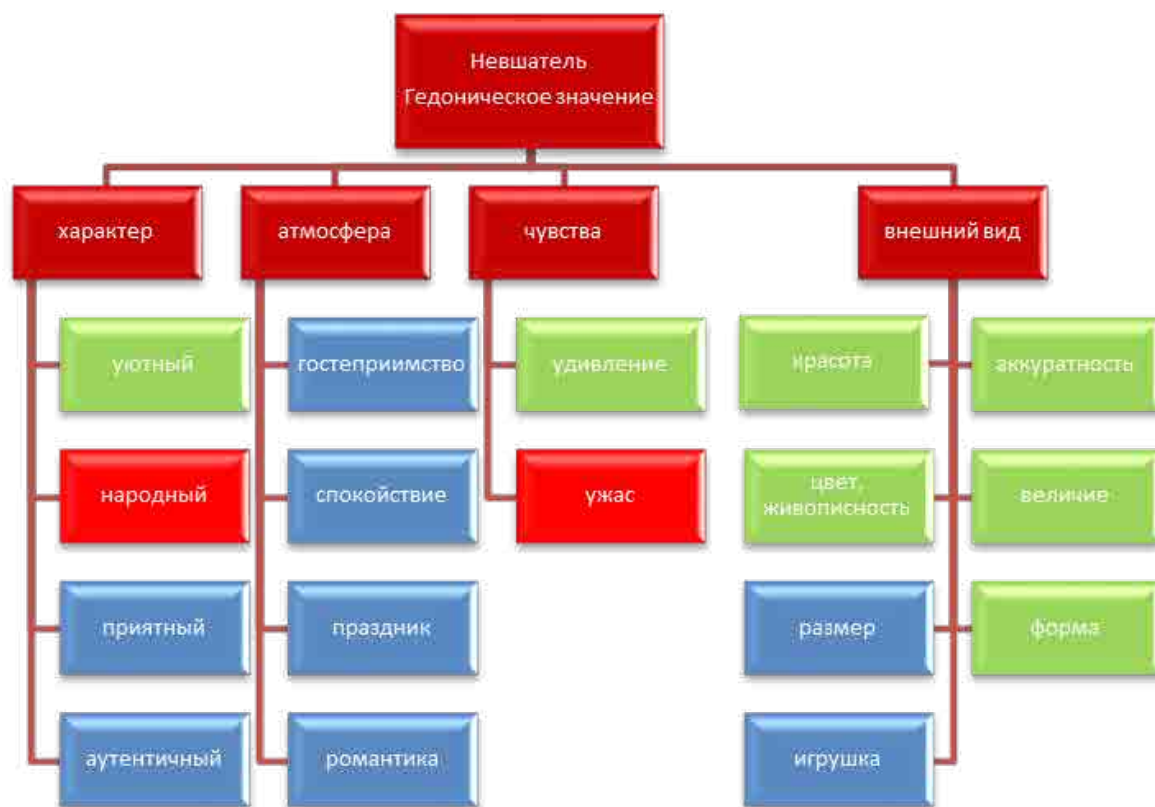 Невшатель
Гедоническое значение
характер
атмосфера
чувства
внешний вид
уютный
гостеприимство
удивление
красота
аккуратность
народный
спокойствие
ужас
цвет,
живописность
величие
приятный
праздник
размер
форма
аутентичный
романтика
игрушка